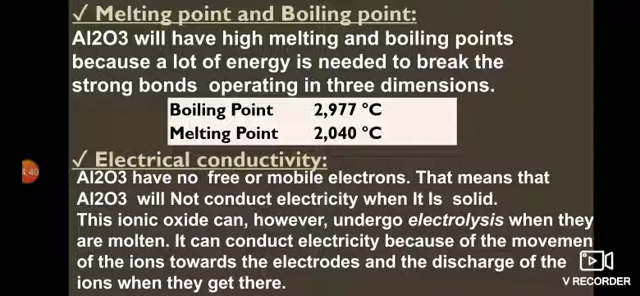 √ Melting point and Boiling point:
Al2O3 will have high melting and boiling points
because a lot of energy is needed to break the
strong bonds operating in three dimensions.
Boiling Point 2,977 °C
Melting Point 2,040 °C
√ Electrical conductivity:
Al2O3 have no free or mobile electrons. That means that
4:40
Al2O3 will Not conduct electricity when It Is solid.
This ionic oxide can, however, undergo electrolysis when they
are molten. It can conduct electricity because of the movemen
of the ions towards the electrodes and the discharge of the
ions when they get there.
V RECORDER